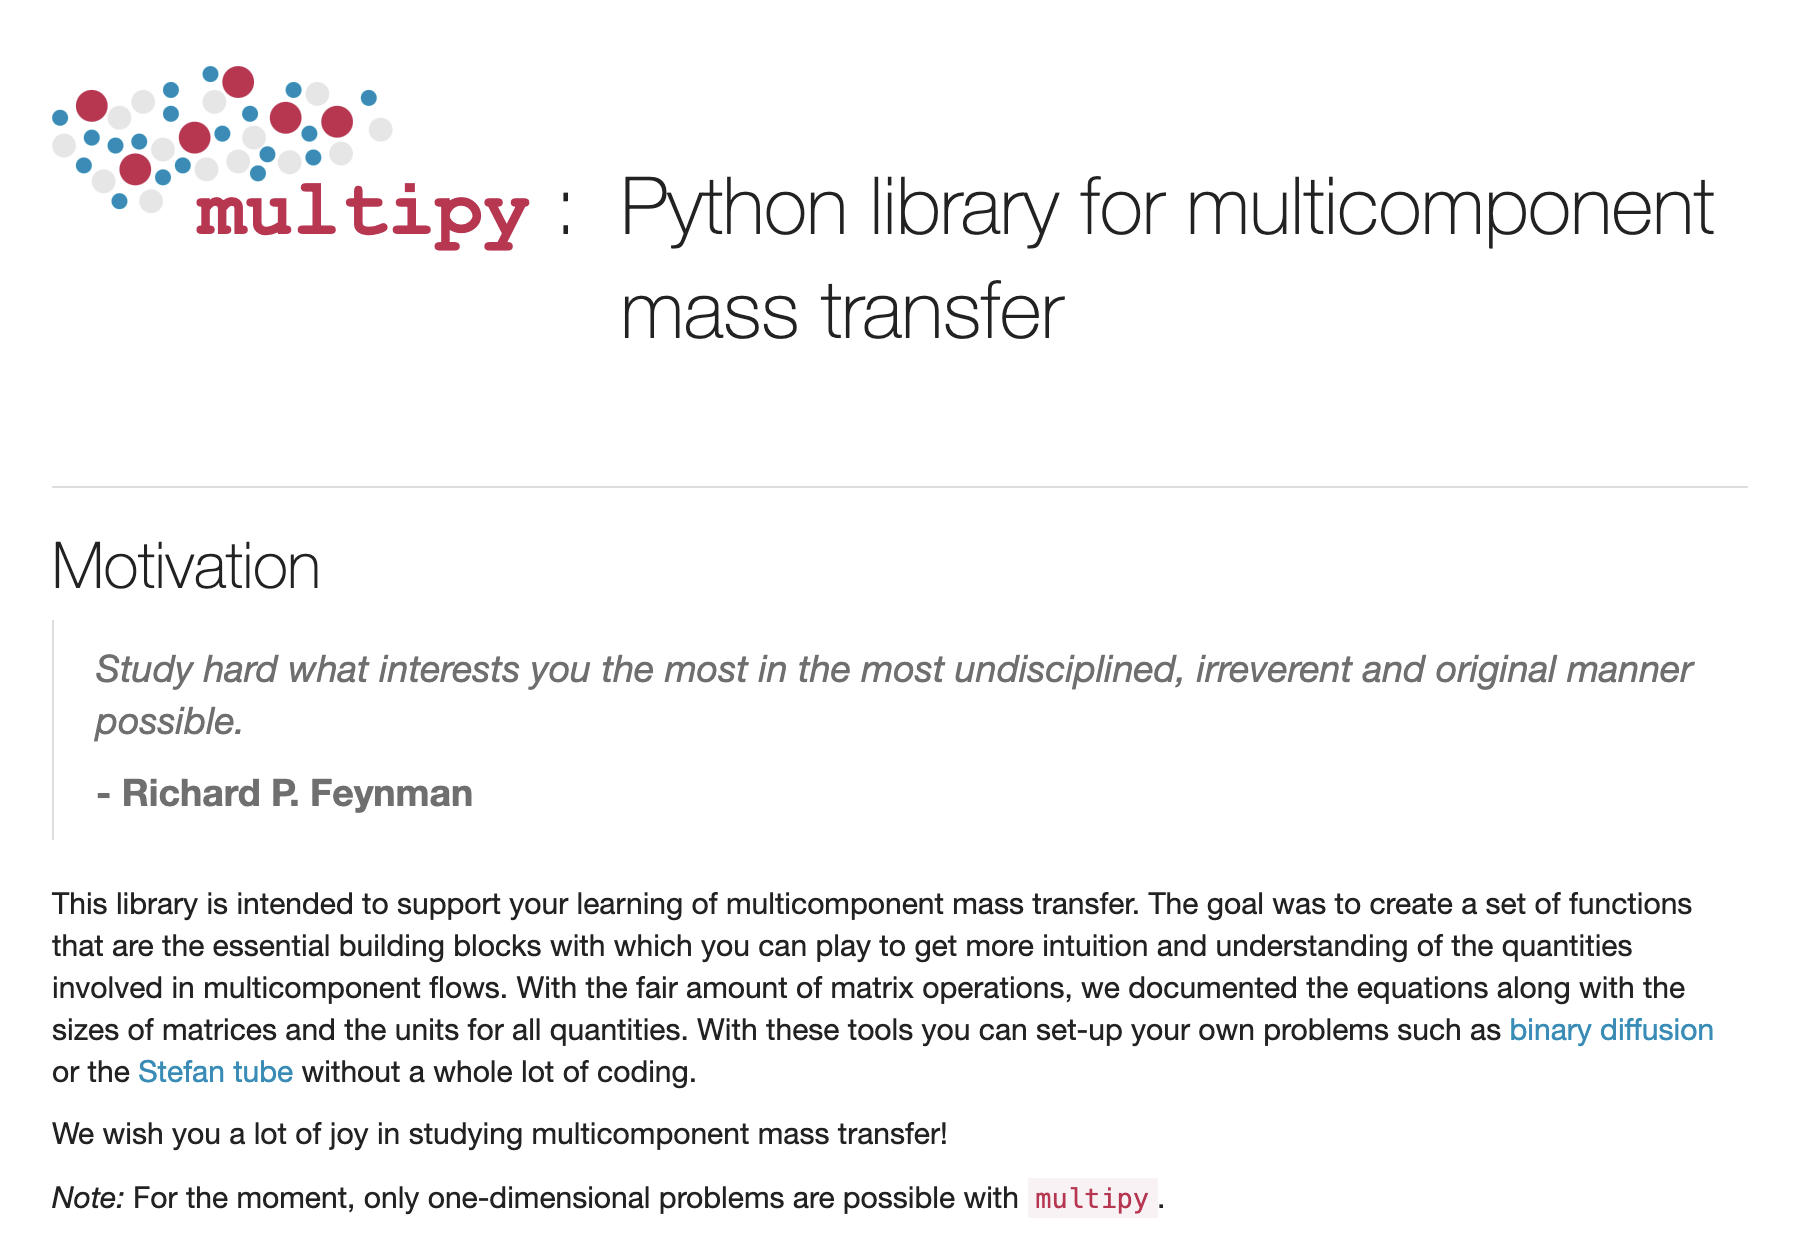 multipy : Python library for multicomponent
mass transfer
Motivation
Study hard what interests you the most in the most undisciplined, irreverent and original manner
possible.
- Richard P. Feynman
This library is intended to support your learning of multicomponent mass transfer. The goal was to create a set of functions
that are the essential building blocks with which you can play to get more intuition and understanding of the quantities
involved in multicomponent flows. With the fair amount of matrix operations, we documented the equations along with the
sizes of matrices and the units for all quantities. With these tools you can set-up your own problems such as binary diffusion
or the Stefan tube without a whole lot of coding.
We wish you a lot of joy in studying multicomponent mass transfer!
Note: For the moment, only one-dimensional problems are possible with multipy.